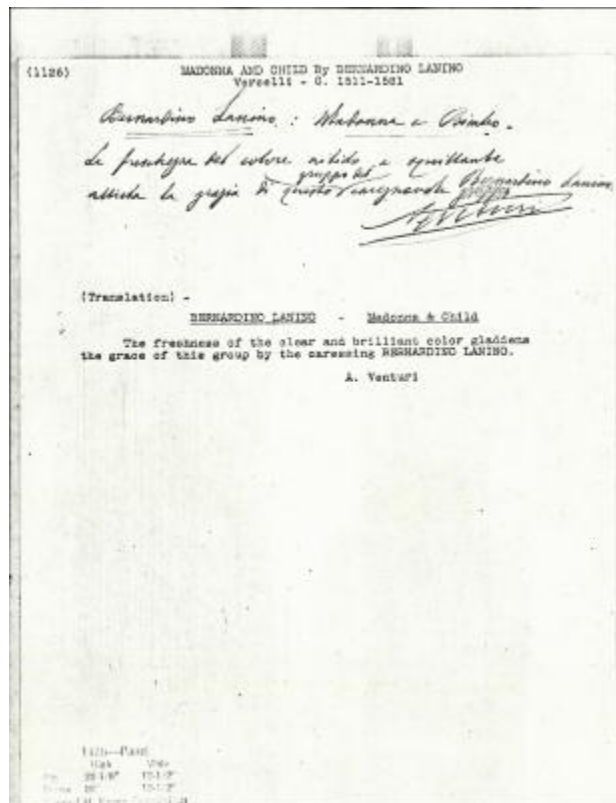 (1126)
MADONNA AND CHILD By BERNARDINO LANINO
Vercelli - C. 1511-1581
Bernardino Lanino : Madonna e Bimbo.
La freschezza del colore nitido e
gruppo del
allieta la grazia di questo carezzevole Bernardino Lanino
(Translation) -
BERNARDINO LANINO - Madonna & Child
The freshness of the clear and brilliant color gladdens
the grace of this group by the caressing BERNARDINO LANINO.
A. Venturi
High Wide